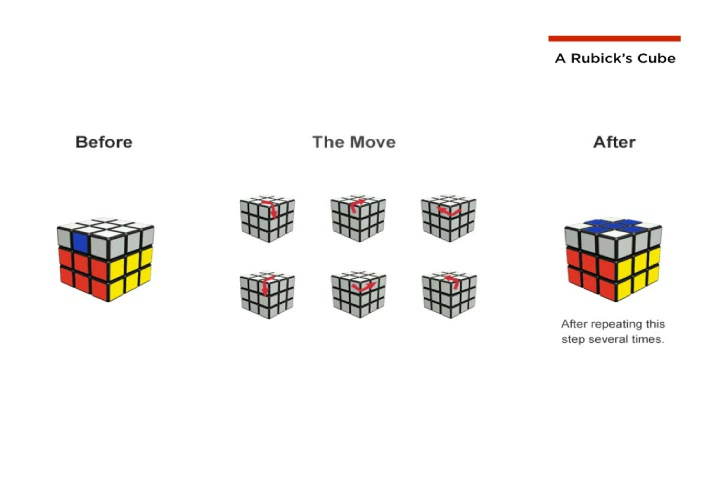 A Rubick's Cube
Before
The Move
After
After repeating this
step several times.